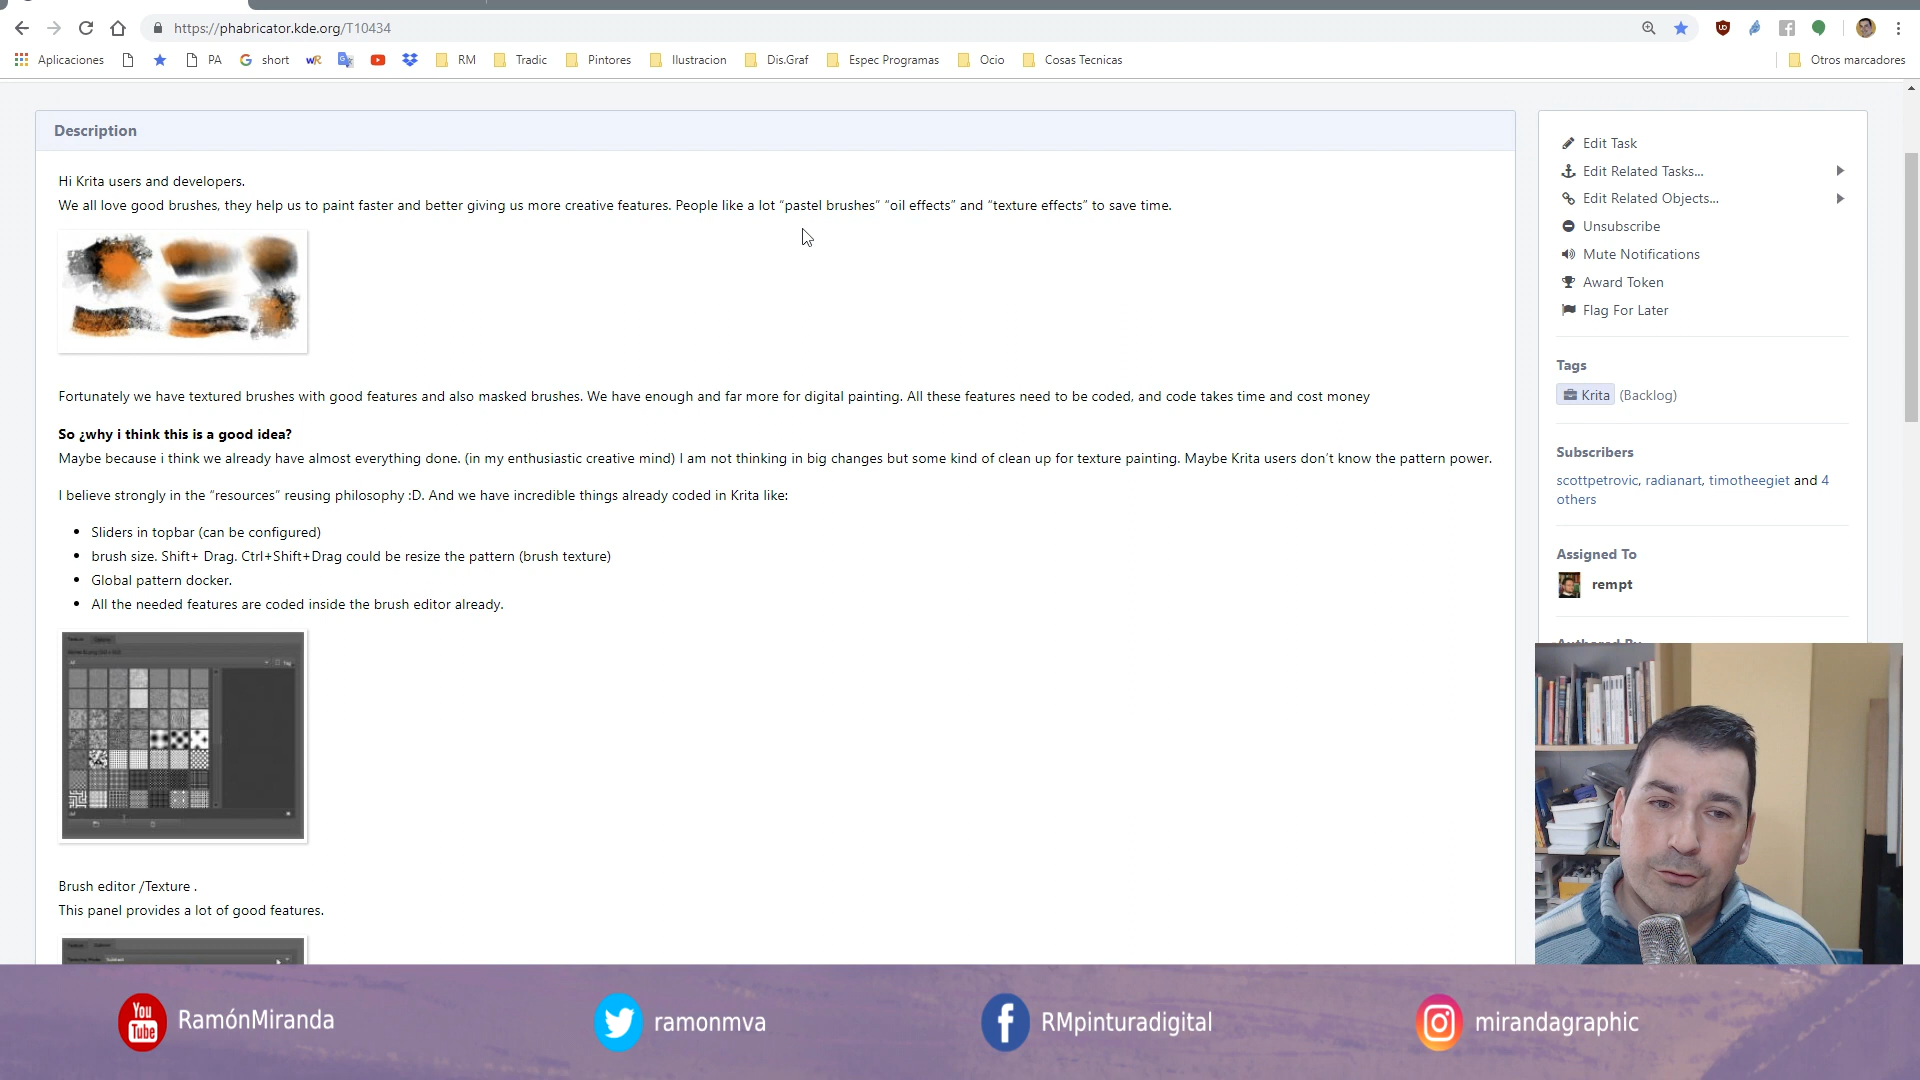 https://phabricator.kde.org/T10434
Aplicaciones PA short RM Tradic Pintores Ilustracion Dis.Graf Espec Programas Ocio Cosas Tecnicas Otros marcadores
Description
Hi Krita users and developers.
We all love good brushes, they help us to paint faster and better giving us more creative features. People like a lot “pastel brushes” “oil effects” and “texture effects” to save time.
Fortunately we have textured brushes with good features and also masked brushes. We have enough and far more for digital painting. All these features need to be coded, and code takes time and cost money
So ¿why i think this is a good idea?
Maybe because i think we already have almost everything done. (in my enthusiastic creative mind) I am not thinking in big changes but some kind of clean up for texture painting. Maybe Krita users don’t know the pattern power.
I believe strongly in the “resources” reusing philosophy :D. And we have incredible things already coded in Krita like:
Sliders in topbar (can be configured)
brush size. Shift+ Drag. Ctrl+Shift+Drag could be resize the pattern (brush texture)
Global pattern docker.
All the needed features are coded inside the brush editor already.
Brush editor /Texture .
This panel provides a lot of good features.
Edit Task
Edit Related Tasks...
Edit Related Objects...
Unsubscribe
Mute Notifications
Award Token
Flag For Later
Tags
Krita (Backlog)
Subscribers
scottpetrovic, radianart, timotheegiet and 4
others
Assigned To
rempt
You
Tube
RamónMiranda
ramonmva
RMpinturadigital
mirandagraphic